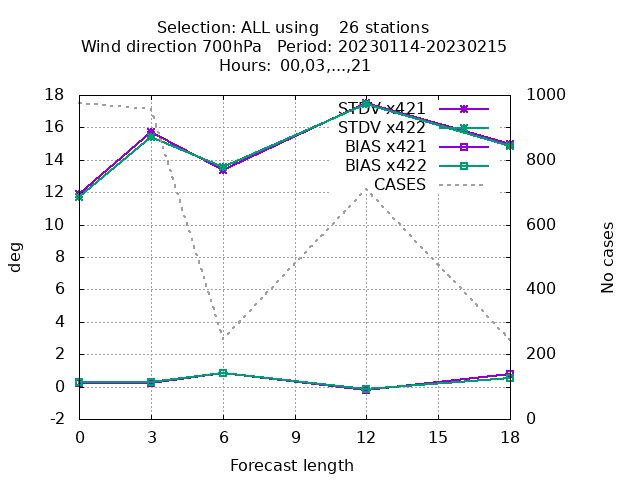 Selection: ALL using    26 stations
Wind direction 700hPa   Period: 20230114-20230215
Hours:  00,03,...,21
STDV x421
STDV x422
BIAS x421
BIAS x422
CASES
18
16
14
12
10
8
6
4
2
0
-2
1000
800
600
400
200
0
deg
No cases
0 3 6 9 12 15 18
Forecast length